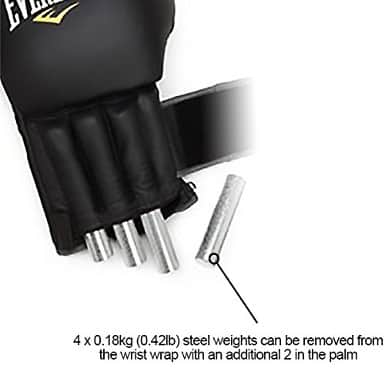 EVERL
4 x 0.18kg (0.42lb) steel weights can be removed from
the wrist wrap with an additional 2 in the palm